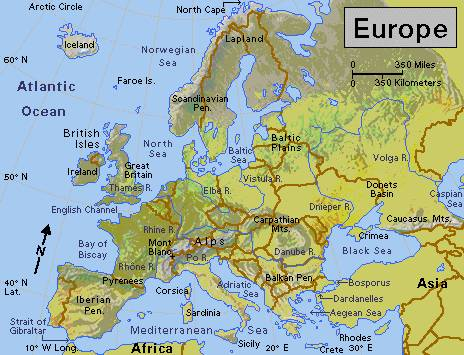 Arctic Circle
North Cape
Europe
Iceland
Lapland
Norwegian
Sea
0 350 Miles
0 350 Kilometers
60° N
Faroe Is.
Atlantic
Ocean
Scandinavian
Pen.
British
Isles
North
Sea
Baltic
Sea
Baltic
Plains
Volga R.
Ireland
Great
Britain
Thames R.
Elbe R.
Vistula R.
50° N
Donets
Basin
Caspian
Sea
English Channel
Dnieper R.
Carpathian
Mts.
Caucasus Mts.
N
Bay of
Biscay
Rhine R.
Mont
Blanc
Alps
Crimea
Black Sea
Danube R.
Po R.
Rhône R.
40° N
Lat.
Pyrenees
Corsica
Adriatic
Sea
Balkan Pen.
Bosporus
Asia
Iberian
Pen.
Dardanelles
Sardinia
Aegean Sea
Strait of
Gibraltar
Mediterranean Sea
Rhodes
10° W Long.
0°
Africa
Sicily
20° E
Crete
30° E